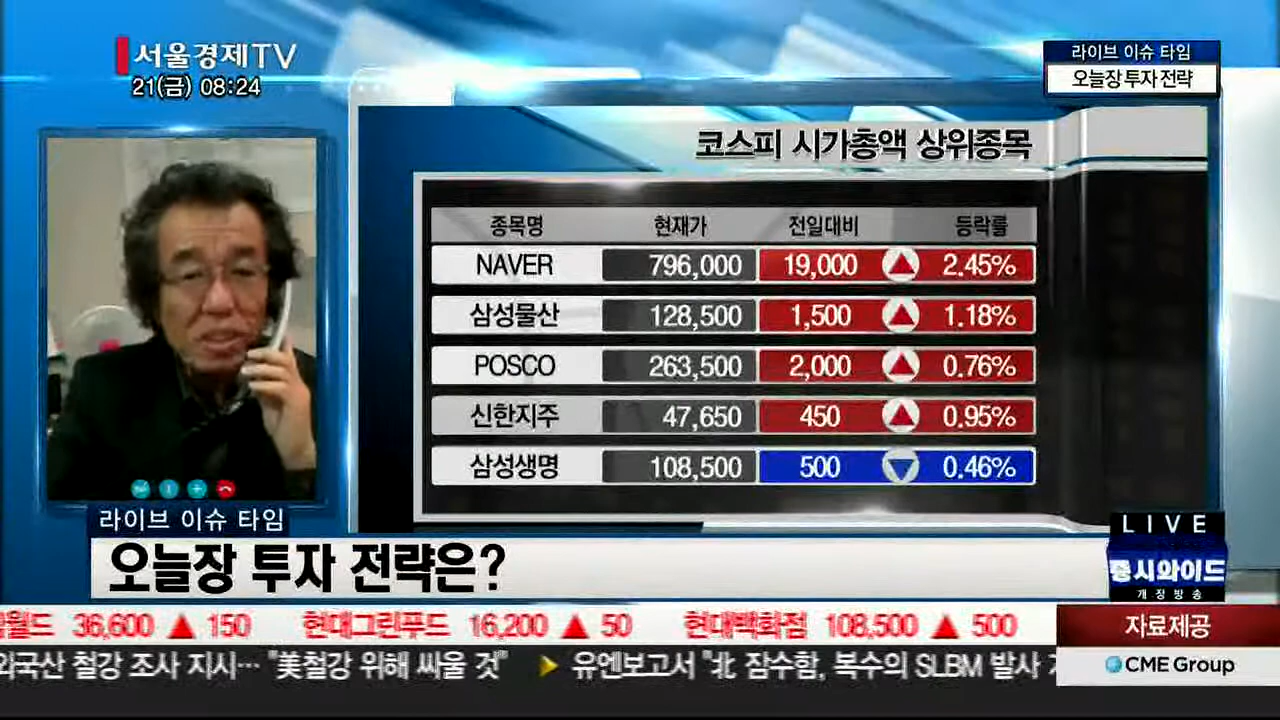 서울경제TV
21(금) 08:24
라이브 이슈 타임
오늘장 투자 전략
코스피 시가총액 상위종목
종목명 현재가 전일대비 등락률
NAVER 796,000 19,000 ▲ 2.45%
삼성물산 128,500 1,500 ▲ 1.18%
POSCO 263,500 2,000 ▲ 0.76%
신한지주 47,650 450 ▲ 0.95%
삼성생명 108,500 500 ▽ 0.46%
라이브 이슈 타임
오늘장 투자 전략은?
LIVE
증시와이드
개장방송
월드 36,600 ▲ 150 현대그린푸드 16,200 ▲ 50 현대백화점 108,500 ▲ 500
자료제공
외국산 철강 조사 지시… "美철강 위해 싸울 것" ▶ 유엔보고서 "北 잠수함, 복수의 SLBM 발사
CME Group